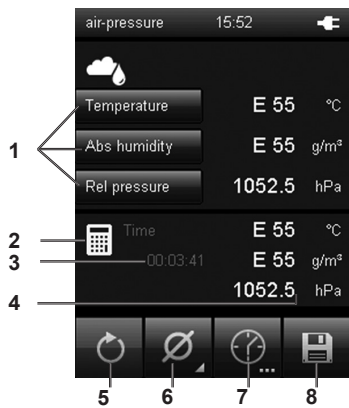 air-pressure 15:52
Temperature E 55 °C
1 Abs humidity E 55 g/m³
Rel pressure 1052.5 hPa
2 Time E 55 °C
3 00:03:41 E 55 g/m³
4 1052.5 hPa
5 6 7 8